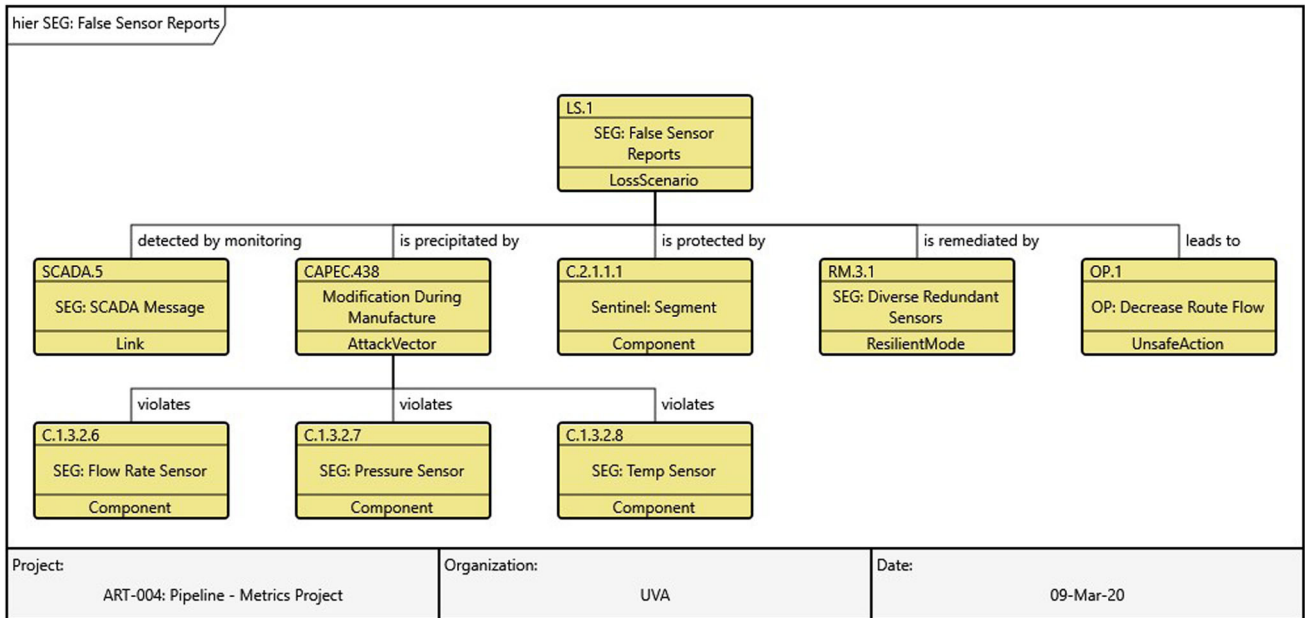 hier SEG: False Sensor Reports
LS.1
SEG: False Sensor
Reports
LossScenario
detected by monitoring
is precipitated by
is protected by
is remediated by
leads to
SCADA.5
SEG: SCADA Message
Link
CAPEC.438
Modification During
Manufacture
AttackVector
C.2.1.1.1
Sentinel: Segment
Component
RM.3.1
SEG: Diverse Redundant
Sensors
ResilientMode
OP.1
OP: Decrease Route Flow
UnsafeAction
violates
violates
violates
C.1.3.2.6
SEG: Flow Rate Sensor
Component
C.1.3.2.7
SEG: Pressure Sensor
Component
C.1.3.2.8
SEG: Temp Sensor
Component
Project:
ART-004: Pipeline - Metrics Project
Organization:
UVA
Date:
09-Mar-20